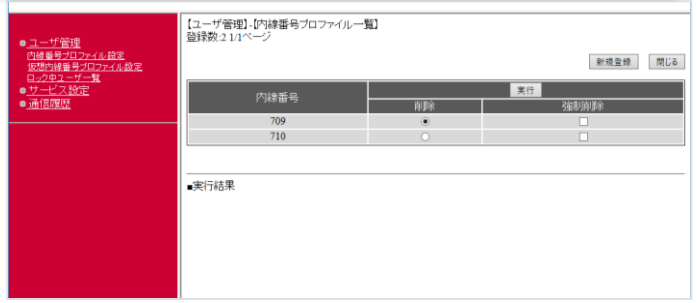 ユーザ管理
内線番号プロファイル設定
仮想内線番号プロファイル設定
ロック中ユーザ一覧
サービス設定
通信履歴
【ユーザ管理】-【内線番号プロファイル一覧】
登録数:2 1/1ページ
新規登録 閉じる
内線番号 実行
削除 強制削除
709
710
■実行結果